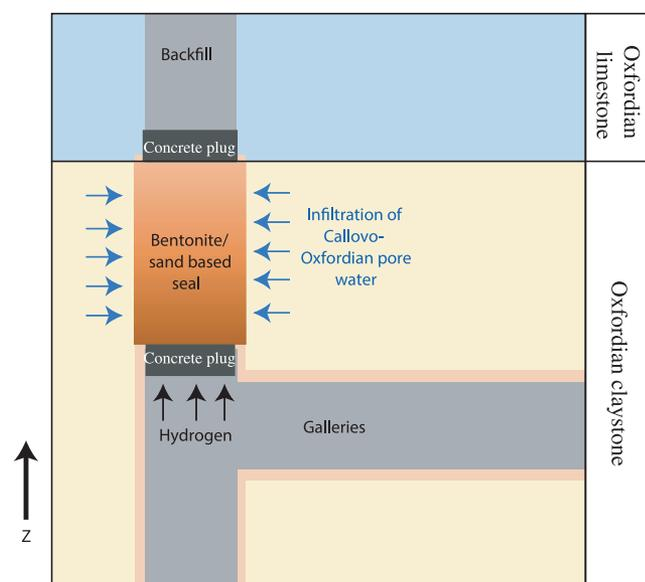 Backfill
Oxfordian
limestone
Concrete plug
Infiltration of
Callovo-
Oxfordian pore
water
Bentonite/
sand based
seal
Oxfordian claystone
Concrete plug
Hydrogen
Galleries
Z